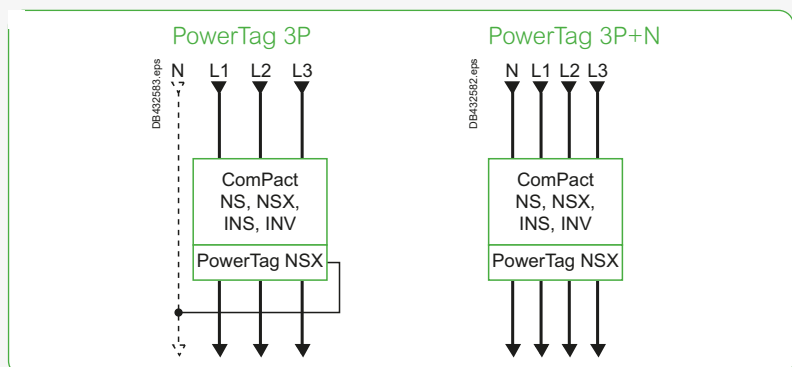 PowerTag 3P
DB432583.eps
N L1 L2 L3
ComPact
NS, NSX,
INS, INV
PowerTag NSX
PowerTag 3P+N
DB432582.eps
N L1 L2 L3
ComPact
NS, NSX,
INS, INV
PowerTag NSX